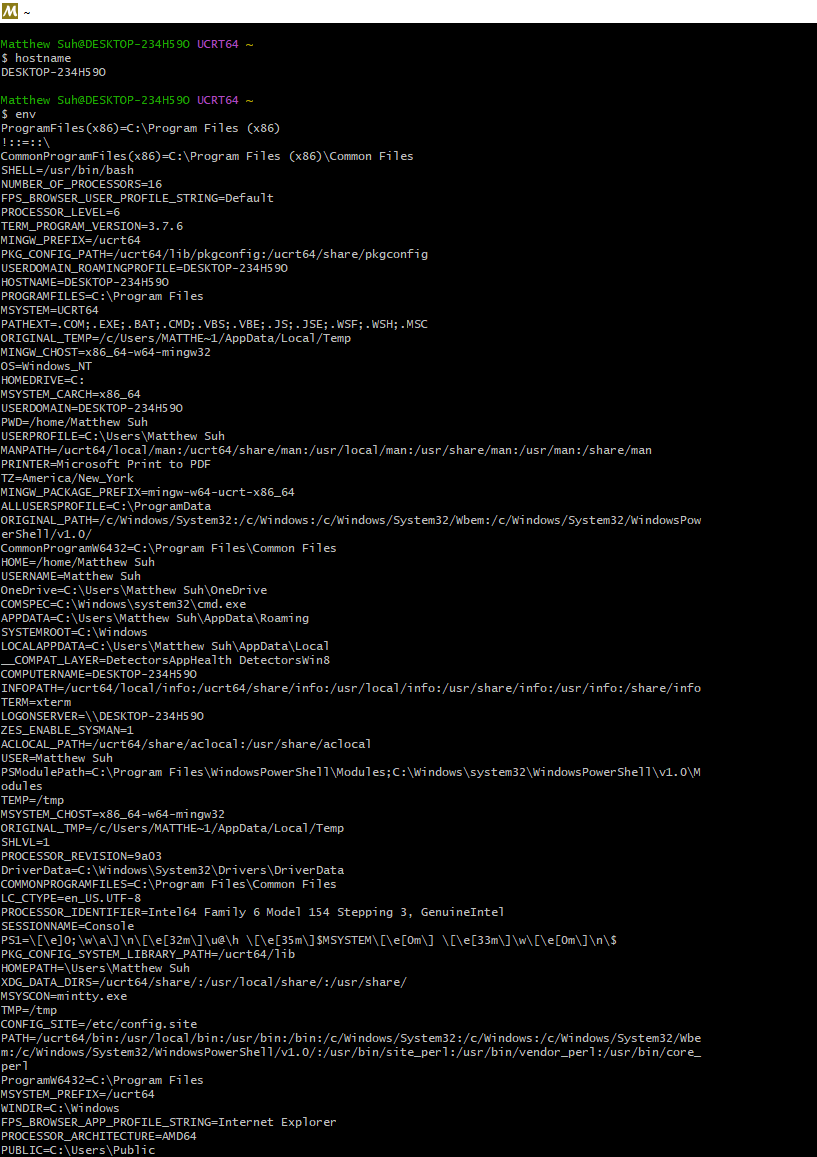 M ~
Matthew Suh@DESKTOP-234H59O UCRT64 ~
$ hostname
DESKTOP-234H59O
Matthew Suh@DESKTOP-234H59O UCRT64 ~
$ env
ProgramFiles(x86)=C:\Program Files (x86)
!::=::\
CommonProgramFiles(x86)=C:\Program Files (x86)\Common Files
SHELL=/usr/bin/bash
NUMBER_OF_PROCESSORS=16
FPS_BROWSER_USER_PROFILE_STRING=Default
PROCESSOR_LEVEL=6
TERM_PROGRAM_VERSION=3.7.6
MINGW_PREFIX=/ucrt64
PKG_CONFIG_PATH=/ucrt64/lib/pkgconfig:/ucrt64/share/pkgconfig
USERDOMAIN_ROAMINGPROFILE=DESKTOP-234H59O
HOSTNAME=DESKTOP-234H59O
PROGRAMFILES=C:\Program Files
MSYSTEM=UCRT64
PATHEXT=.COM;.EXE;.BAT;.CMD;.VBS;.VBE;.JS;.JSE;.WSF;.WSH;.MSC
ORIGINAL_TEMP=/c/Users/MATTHE~1/AppData/Local/Temp
MINGW_CHOST=x86_64-w64-mingw32
OS=Windows_NT
HOMEDRIVE=C:
MSYSTEM_CARCH=x86_64
USERDOMAIN=DESKTOP-234H59O
PWD=/home/Matthew Suh
USERPROFILE=C:\Users\Matthew Suh
MANPATH=/ucrt64/local/man:/ucrt64/share/man:/usr/local/man:/usr/share/man:/usr/man:/share/man
PRINTER=Microsoft Print to PDF
TZ=America/New_York
MINGW_PACKAGE_PREFIX=mingw-w64-ucrt-x86_64
ALLUSERSPROFILE=C:\ProgramData
ORIGINAL_PATH=/c/Windows/System32:/c/Windows:/c/Windows/System32/Wbem:/c/Windows/System32/WindowsPow
erShell/v1.0/
CommonProgramW6432=C:\Program Files\Common Files
HOME=/home/Matthew Suh
USERNAME=Matthew Suh
OneDrive=C:\Users\Matthew Suh\OneDrive
COMSPEC=C:\Windows\system32\cmd.exe
APPDATA=C:\Users\Matthew Suh\AppData\Roaming
SYSTEMROOT=C:\Windows
LOCALAPPDATA=C:\Users\Matthew Suh\AppData\Local
__COMPAT_LAYER=DetectorsAppHealth DetectorsWin8
COMPUTERNAME=DESKTOP-234H59O
INFOPATH=/ucrt64/local/info:/ucrt64/share/info:/usr/local/info:/usr/share/info:/usr/info:/share/info
TERM=xterm
LOGONSERVER=\\DESKTOP-234H59O
ZES_ENABLE_SYSMAN=1
ACLOCAL_PATH=/ucrt64/share/aclocal:/usr/share/aclocal
USER=Matthew Suh
PSModulePath=C:\Program Files\WindowsPowerShell\Modules;C:\Windows\system32\WindowsPowerShell\v1.0\M
odules
TEMP=/tmp
MSYSTEM_CHOST=x86_64-w64-mingw32
ORIGINAL_TMP=/c/Users/MATTHE~1/AppData/Local/Temp
SHLVL=1
PROCESSOR_REVISION=9a03
DriverData=C:\Windows\System32\Drivers\DriverData
COMMONPROGRAMFILES=C:\Program Files\Common Files
LC_CTYPE=en_US.UTF-8
PROCESSOR_IDENTIFIER=Intel64 Family 6 Model 154 Stepping 3, GenuineIntel
SESSIONNAME=Console
PS1=\[\e]0;\w\a\]\n\[\e[32m\]\u@\h \[\e[35m\]$MSYSTEM\[\e[0m\] \[\e[33m\]\w\[\e[0m\]\n\$
PKG_CONFIG_SYSTEM_LIBRARY_PATH=/ucrt64/lib
HOMEPATH=\Users\Matthew Suh
XDG_DATA_DIRS=/ucrt64/share/:/usr/local/share/:/usr/share/
MSYSCON=mintty.exe
TMP=/tmp
CONFIG_SITE=/etc/config.site
PATH=/ucrt64/bin:/usr/local/bin:/usr/bin:/bin:/c/Windows/System32:/c/Windows:/c/Windows/System32/Wbe
m:/c/Windows/System32/WindowsPowerShell/v1.0/:/usr/bin/site_perl:/usr/bin/vendor_perl:/usr/bin/core_
perl
ProgramW6432=C:\Program Files
MSYSTEM_PREFIX=/ucrt64
WINDIR=C:\Windows
FPS_BROWSER_APP_PROFILE_STRING=Internet Explorer
PROCESSOR_ARCHITECTURE=AMD64
PUBLIC=C:\Users\Public